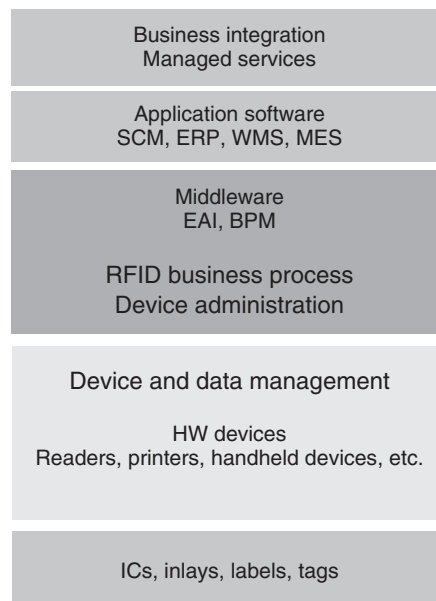 Business integration
Managed services
Application software
SCM, ERP, WMS, MES
Middleware
EAI, BPM
RFID business process
Device administration
Device and data management
HW devices
Readers, printers, handheld devices, etc.
ICs, inlays, labels, tags